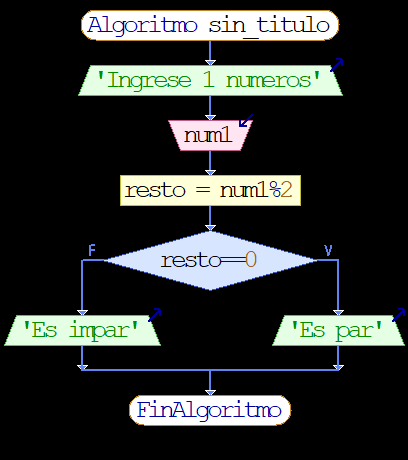 Algoritmo sin_titulo
'Ingrese 1 numeros'
num1
resto = num1%2
resto==0
F
V
'Es impar'
'Es par'
FinAlgoritmo